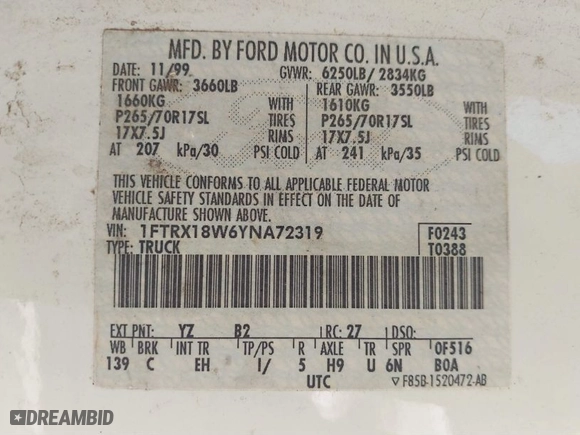 MFD. BY FORD MOTOR CO. IN U.S.A.
DATE: 11/99 GVWR: 6250LB/ 2834KG
FRONT GAWR: 3660LB REAR GAWR: 3550LB
1660KG WITH 1610KG WITH
P265/70R17SL TIRES P265/70R17SL TIRES
17X7.5J RIMS 17X7.5J RIMS
AT 207 kPa/30 PSI COLD AT 241 kPa/35 PSI COLD
THIS VEHICLE CONFORMS TO ALL APPLICABLE FEDERAL MOTOR
VEHICLE SAFETY STANDARDS IN EFFECT ON THE DATE OF
MANUFACTURE SHOWN ABOVE.
VIN: 1FTRX18W6YNA72319 F0243
TYPE: TRUCK T0388
EXT PNT: YZ B2 RC: 27 DSO:
WB BRK INT TR TP/PS R AXLE TR SPR 0F516
139 C EH I/ 5 H9 U 6N BOA
UTC ▽ F85B-1520472-AB
DREAMBID